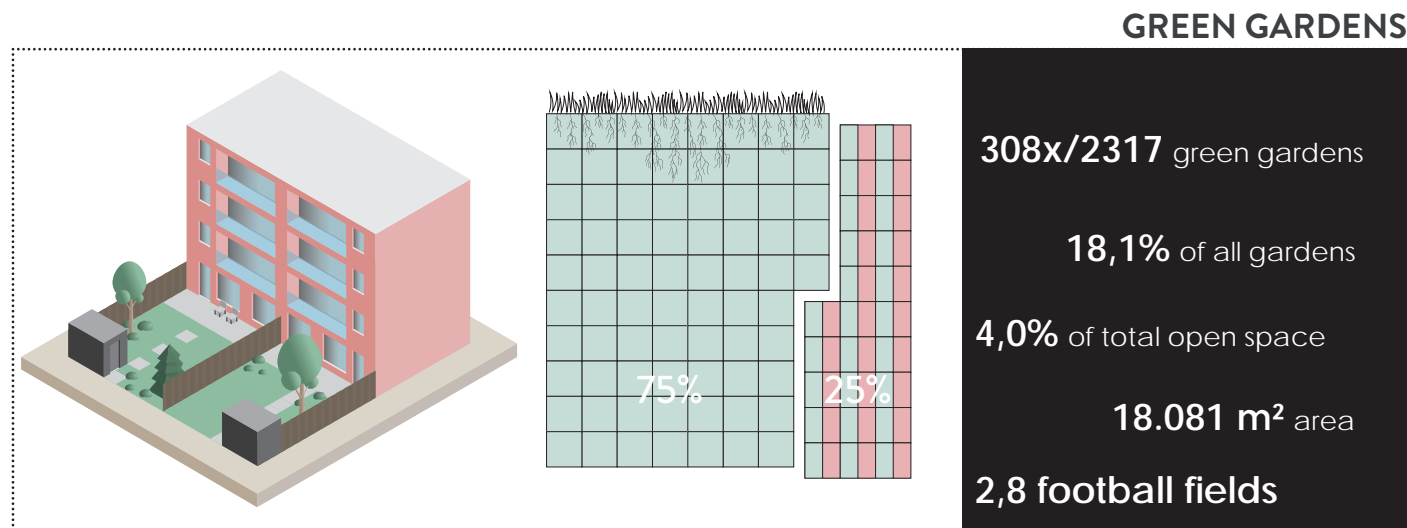 GREEN GARDENS
308x/2317 green gardens
18,1% of all gardens
4,0% of total open space
75%
25%
18.081 m² area
2,8 football fields